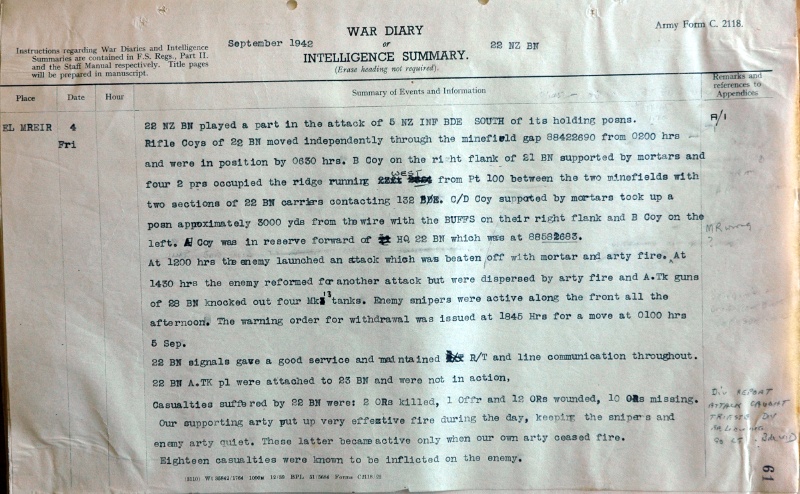 Army Form C. 2118.
WAR DIARY
or
INTELLIGENCE SUMMARY.
(Erase heading not required).
September 1942
22 NZ BN
Instructions regarding War Diaries and Intelligence
Summaries are contained in F.S. Regs., Part II.
and the Staff Manual respectively. Title pages
will be prepared in manuscript.
Place Date Hour Summary of Events and Information Remarks and
references to
Appendices
EL MREIR 4
Fri
A/1
22 NZ BN played a part in the attack of 5 NZ INF BDE SOUTH of its holding posns.
Rifle Coys of 22 BN moved independently through the minefield gap 88422690 from 0200 hrs
and were in position by 0630 hrs. B Coy on the right flank of 21 BN supported by mortars and
four 2 prs occupied the ridge running WEST from Pt 100 between the two minefields with
two sections of 22 BN carriers contacting 132 BDE. C/D Coy suppoted by mortars took up a
posn appoximately 3000 yds from the wire with the BUFFS on their right flank and B Coy on the
left. A Coy was in reserve forward of HQ 22 BN which was at 88582683.
At 1200 hrs the enemy launched an attack which was beaten off with mortar and arty fire. At
1430 hrs the enemy reformed for another attack but were dispersed by arty fire and A.Tk guns
of 28 BN knocked out four Mk 13 tanks. Enemy snipers were active along the front all the
afternoon. The warning order for withdrawal was issued at 1845 Hrs for a move at 0100 hrs
5 Sep.
22 BN signals gave a good service and maintained R/T and line communication throughout.
22 BN A.TK pl were attached to 23 BN and were not in action,
Casualties suffered by 22 BN were: 2 ORs killed, 1 Offr and 12 ORs wounded, 10 ORs missing.
Our supporting arty put up very effective fire during the day, keeping the snipers and
enemy arty quiet. These latter became active only when our own arty ceased fire.
Eighteen casualties were known to be inflicted on the enemy.
MR wrong
?
DIV REPORT
ATTACK CAUGHT
BY
90 LT.
61